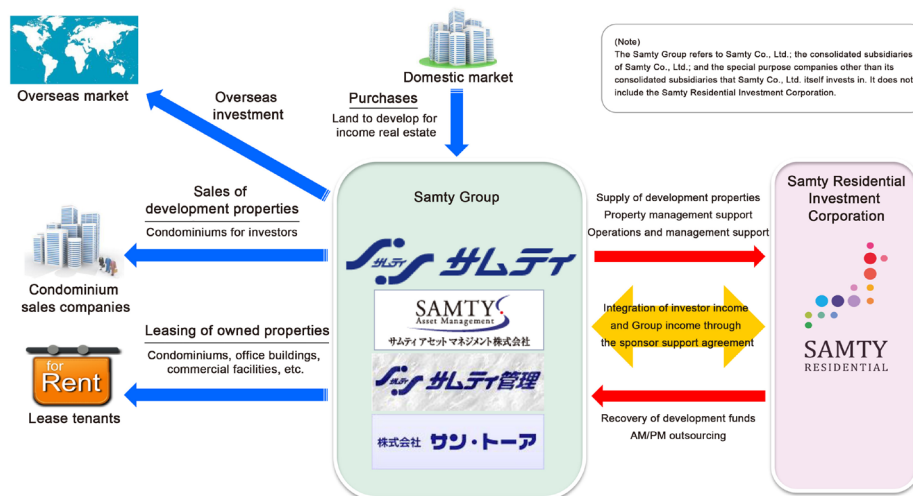 Overseas market
Overseas
investment
Domestic market
Purchases
Land to develop for
income real estate
(Note)
The Samty Group refers to Samty Co., Ltd.; the consolidated subsidiaries
of Samty Co., Ltd.; and the special purpose companies other than its
consolidated subsidiaries that Samty Co., Ltd. itself invests in. It does not
include the Samty Residential Investment Corporation.
Sales of
development properties
Condominiums for investors
Condominium
sales companies
Leasing of owned properties
Condominiums, office buildings,
commercial facilities, etc.
for
Rent
Lease tenants
Samty Group
サムティ サムティ
SAMTY
Asset Management
サムティアセットマネジメント株式会社
サムティ サムティ管理
株式会社 サン・トーア
Supply of development properties
Property management support
Operations and management support
Integration of investor income
and Group income through
the sponsor support agreement
Recovery of development funds
AM/PM outsourcing
Samty Residential
Investment
Corporation
SAMTY
RESIDENTIAL